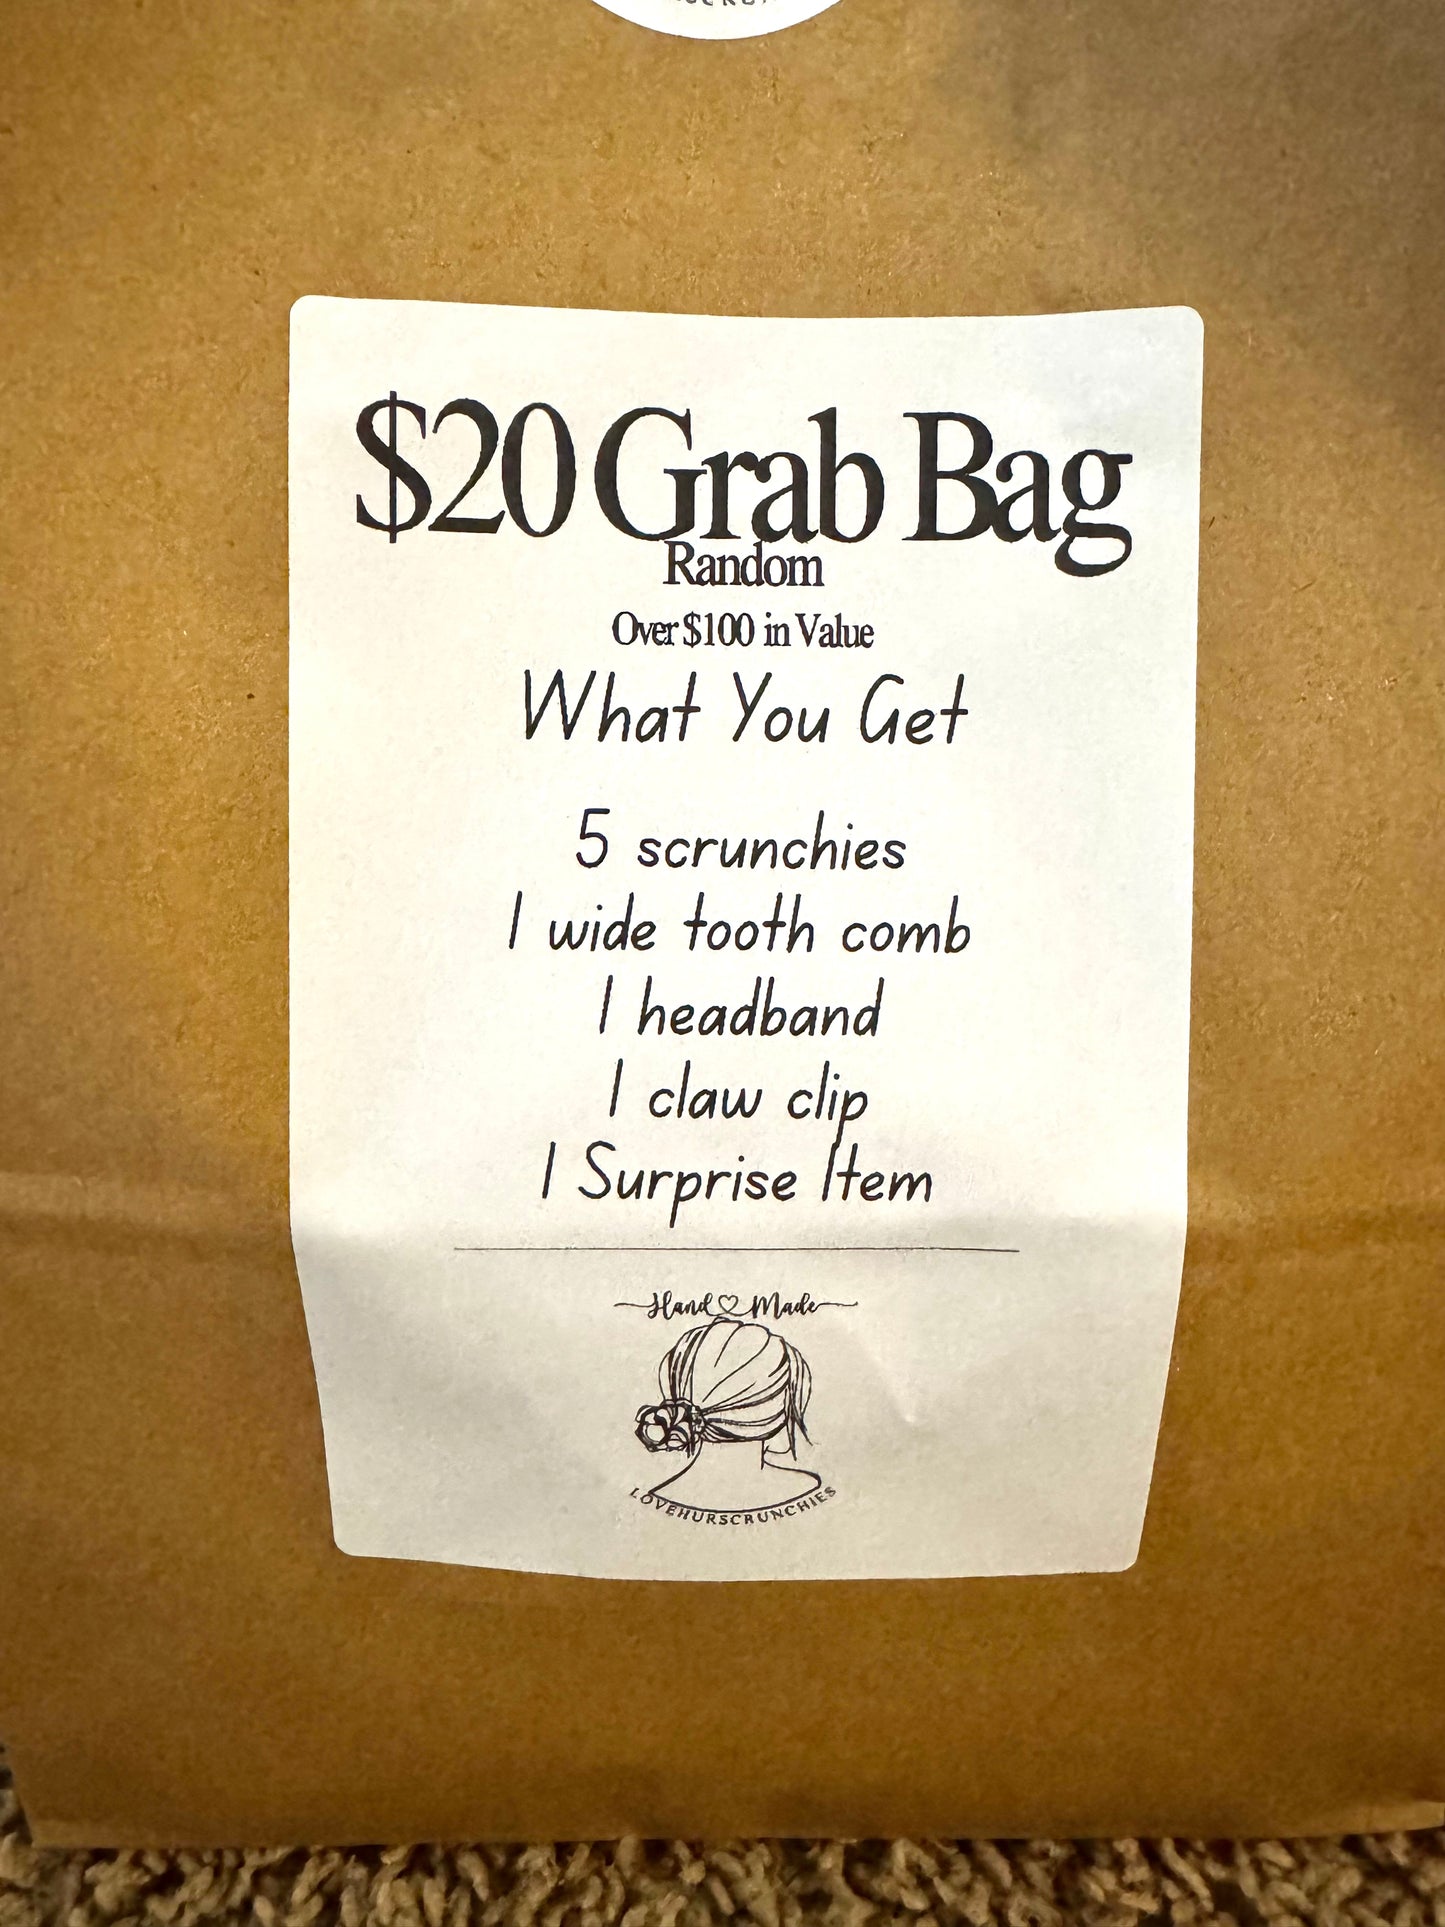 $20 Grab Bag
Random
Over $100 in Value
What You Get
5 scrunchies
1 wide tooth comb
1 headband
1 claw clip
1 Surprise Item
Hand Made
LOVEHURSCRUNCHIES